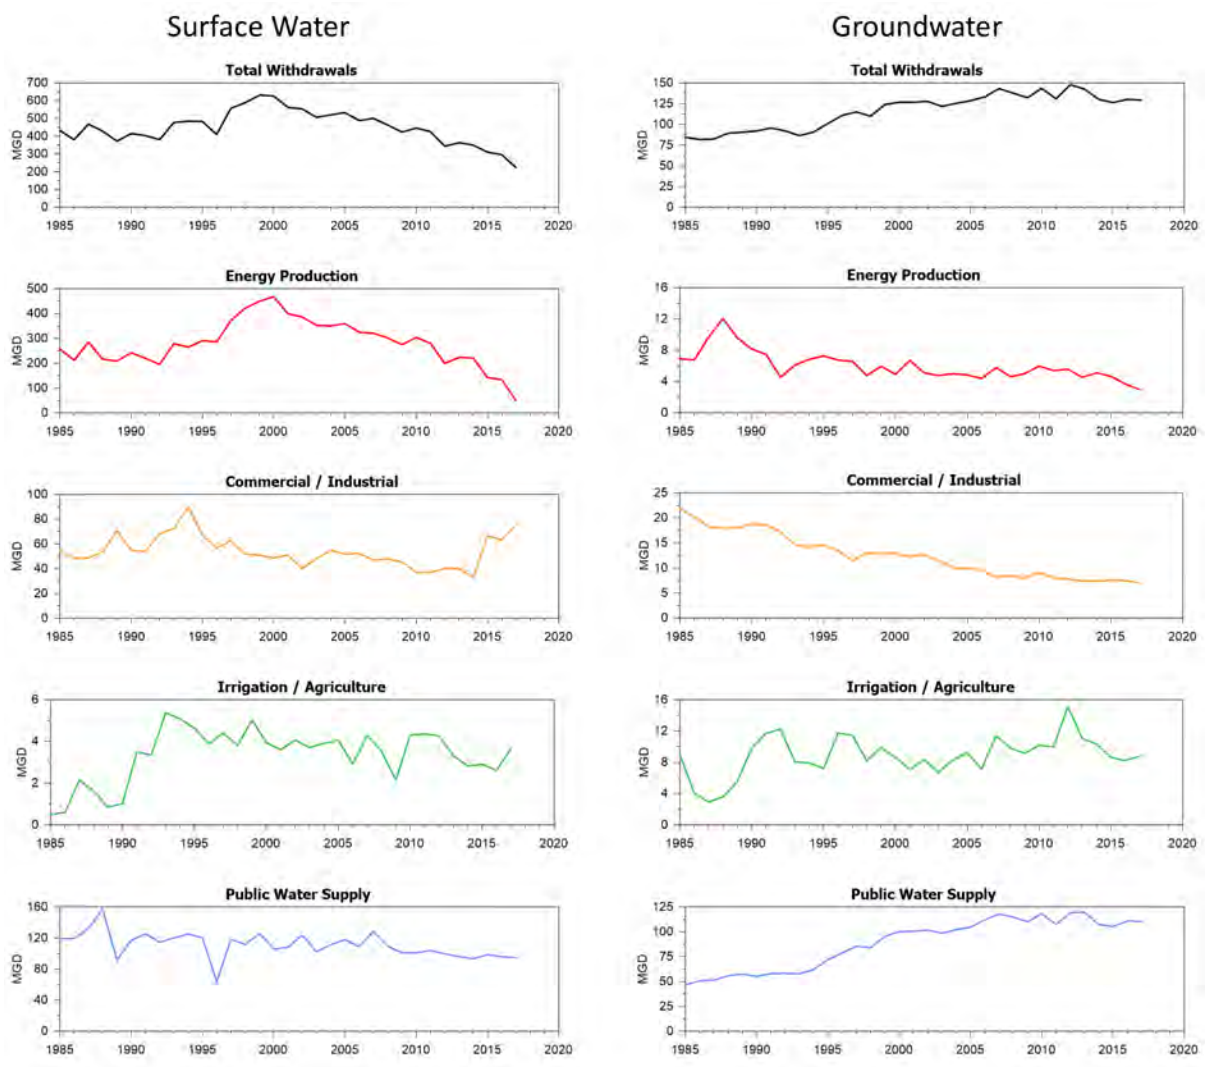 Surface Water
Groundwater
Total Withdrawals
MGD
700
600
500
400
300
200
100
0
1985 1990 1995 2000 2005 2010 2015 2020
Total Withdrawals
MGD
150
125
100
75
50
25
0
1985 1990 1995 2000 2005 2010 2015 2020
Energy Production
MGD
500
400
300
200
100
0
1985 1990 1995 2000 2005 2010 2015 2020
Energy Production
MGD
16
12
8
4
0
1985 1990 1995 2000 2005 2010 2015 2020
Commercial / Industrial
MGD
100
80
60
40
20
0
1985 1990 1995 2000 2005 2010 2015 2020
Commercial / Industrial
MGD
25
20
15
10
5
0
1985 1990 1995 2000 2005 2010 2015 2020
Irrigation / Agriculture
MGD
6
4
2
0
1985 1990 1995 2000 2005 2010 2015 2020
Irrigation / Agriculture
MGD
16
12
8
4
0
1985 1990 1995 2000 2005 2010 2015 2020
Public Water Supply
MGD
160
120
80
40
0
1985 1990 1995 2000 2005 2010 2015 2020
Public Water Supply
MGD
125
100
75
50
25
0
1985 1990 1995 2000 2005 2010 2015 2020